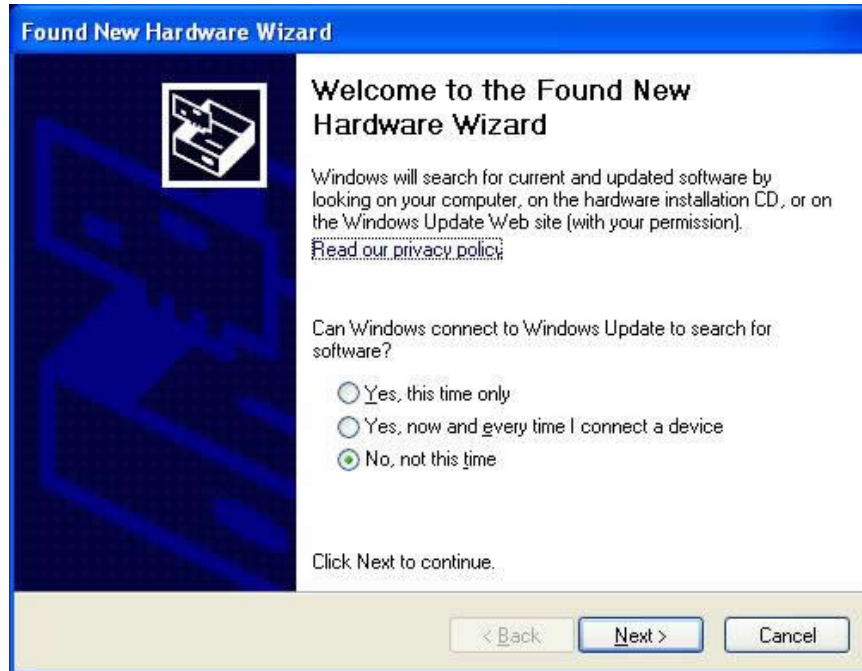 Found New Hardware Wizard
Welcome to the Found New
Hardware Wizard
Windows will search for current and updated software by
looking on your computer, on the hardware installation CD, or on
the Windows Update Web site (with your permission).
Read our privacy policy
Can Windows connect to Windows Update to search for
software?
Yes, this time only
Yes, now and every time I connect a device
No, not this time
Click Next to continue.
< Back
Next >
Cancel